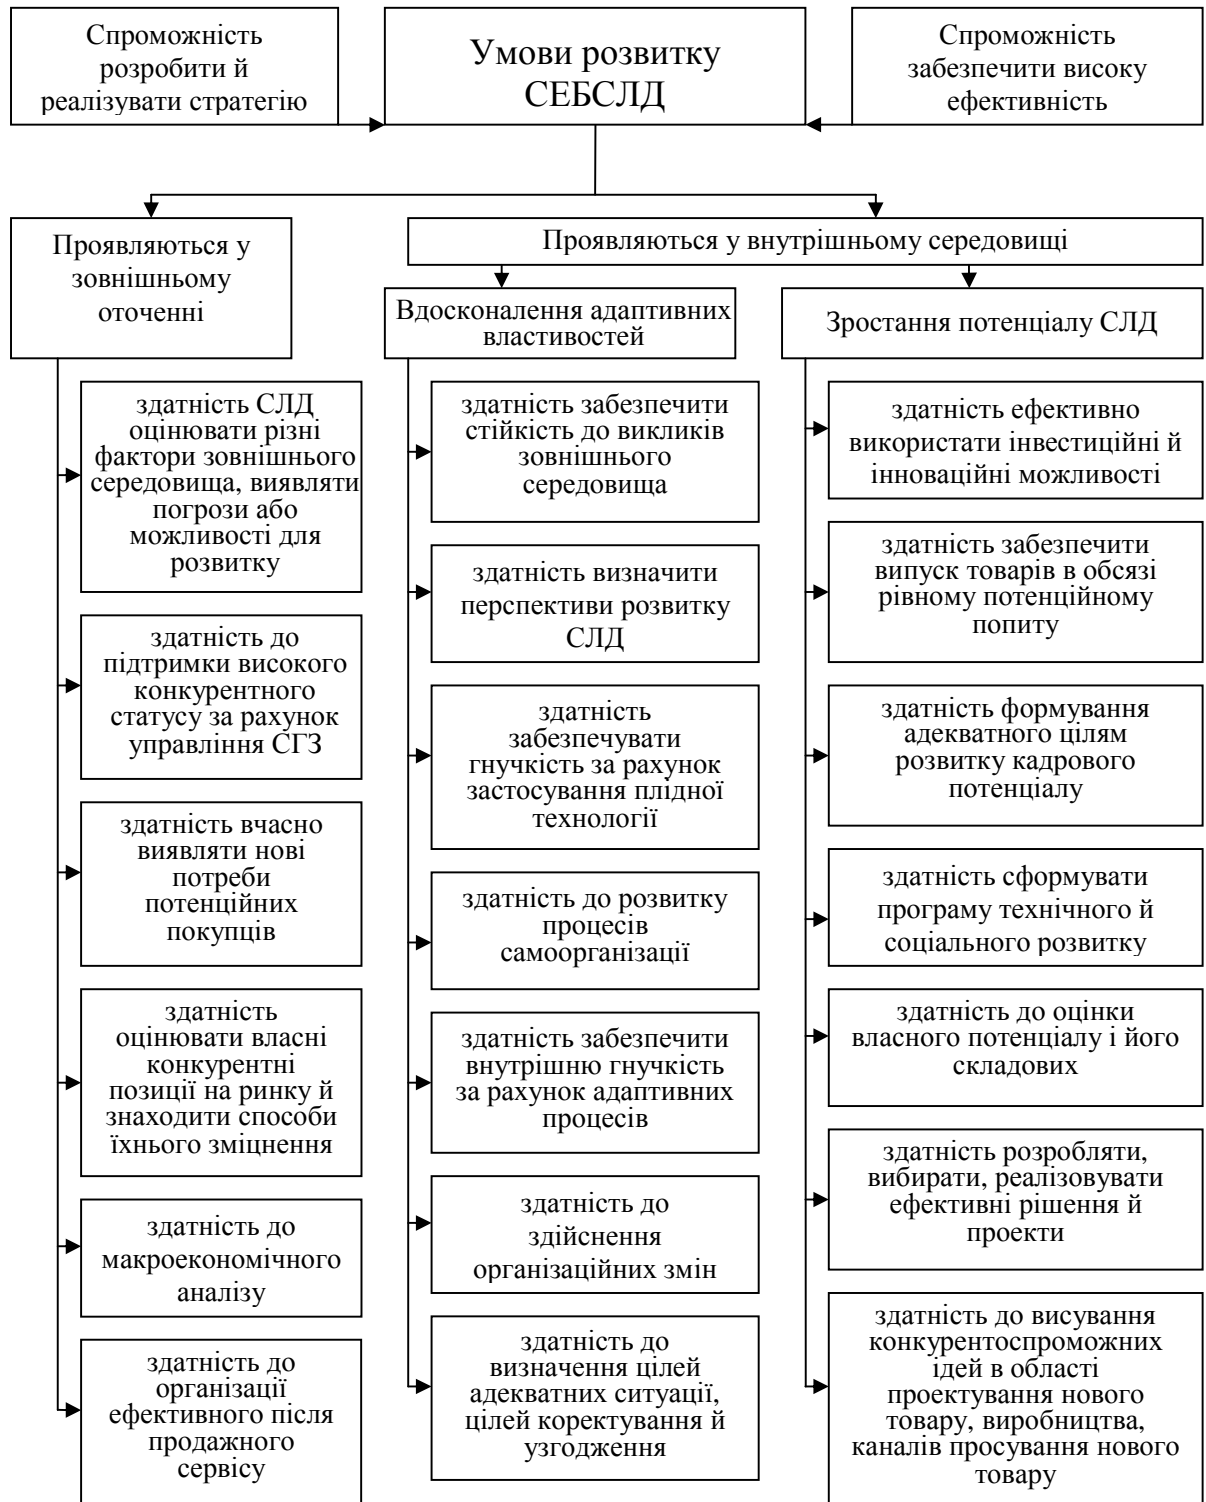 Спроможність
розробити й
реалізувати стратегію
Умови розвитку
СЕБСЛД
Спроможність
забезпечити високу
ефективність
Проявляються у
зовнішньому
оточенні
Проявляються у внутрішньому середовищі
Вдосконалення адаптивних
властивостей
Зростання потенціалу СЛД
здатність СЛД
оцінювати різні
фактори зовнішнього
середовища, виявляти
погрози або
можливості для
розвитку
здатність до
підтримки високого
конкурентного
статусу за рахунок
управління СГЗ
здатність вчасно
виявляти нові
потреби
потенційних
покупців
здатність
оцінювати власні
конкурентні
позиції на ринку й
знаходити способи
їхнього зміцнення
здатність до
макроекономічного
аналізу
здатність до
організації
ефективного після
продажного
сервісу
здатність забезпечити
стійкість до викликів
зовнішнього
середовища
здатність визначити
перспективи розвитку
СЛД
здатність
забезпечувати
гнучкість за рахунок
застосування плідної
технології
здатність до розвитку
процесів
самоорганізації
здатність забезпечити
внутрішню гнучкість
за рахунок адаптивних
процесів
здатність до
здійснення
організаційних змін
здатність до
визначення цілей
адекватних ситуації,
цілей коректування й
узгодження
здатність ефективно
використати інвестиційні й
інноваційні можливості
здатність забезпечити
випуск товарів в обсязі
рівному потенційному
попиту
здатність формування
адекватного цілям
розвитку кадрового
потенціалу
здатність сформувати
програму технічного й
соціального розвитку
здатність до оцінки
власного потенціалу і його
складових
здатність розробляти,
вибирати, реалізовувати
ефективні рішення й
проекти
здатність до висування
конкурентоспроможних
ідей в області
проектування нового
товару, виробництва,
каналів просування нового
товару